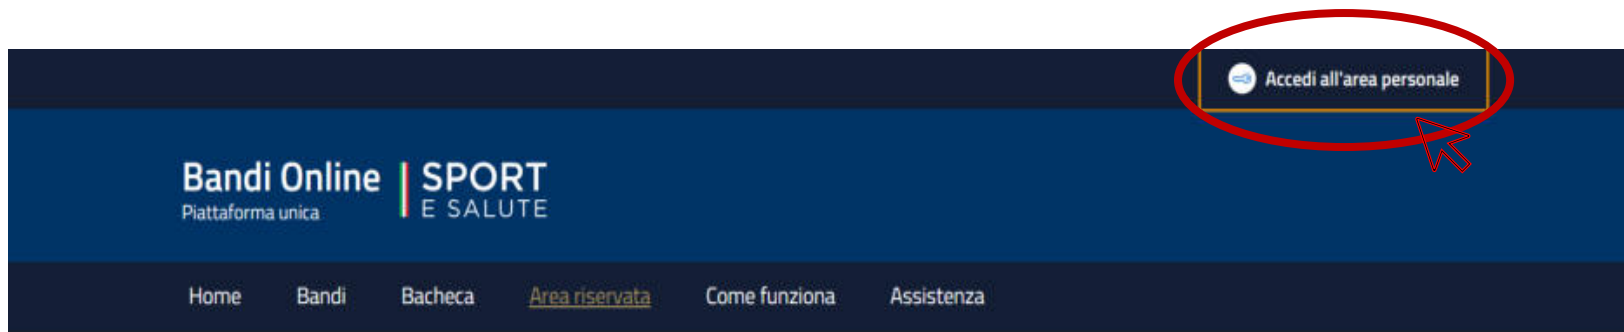 Accedi all'area personale
Bandi Online
Piattaforma unica
SPORT
E SALUTE
Home Bandi Bacheca Area riservata Come funziona Assistenza